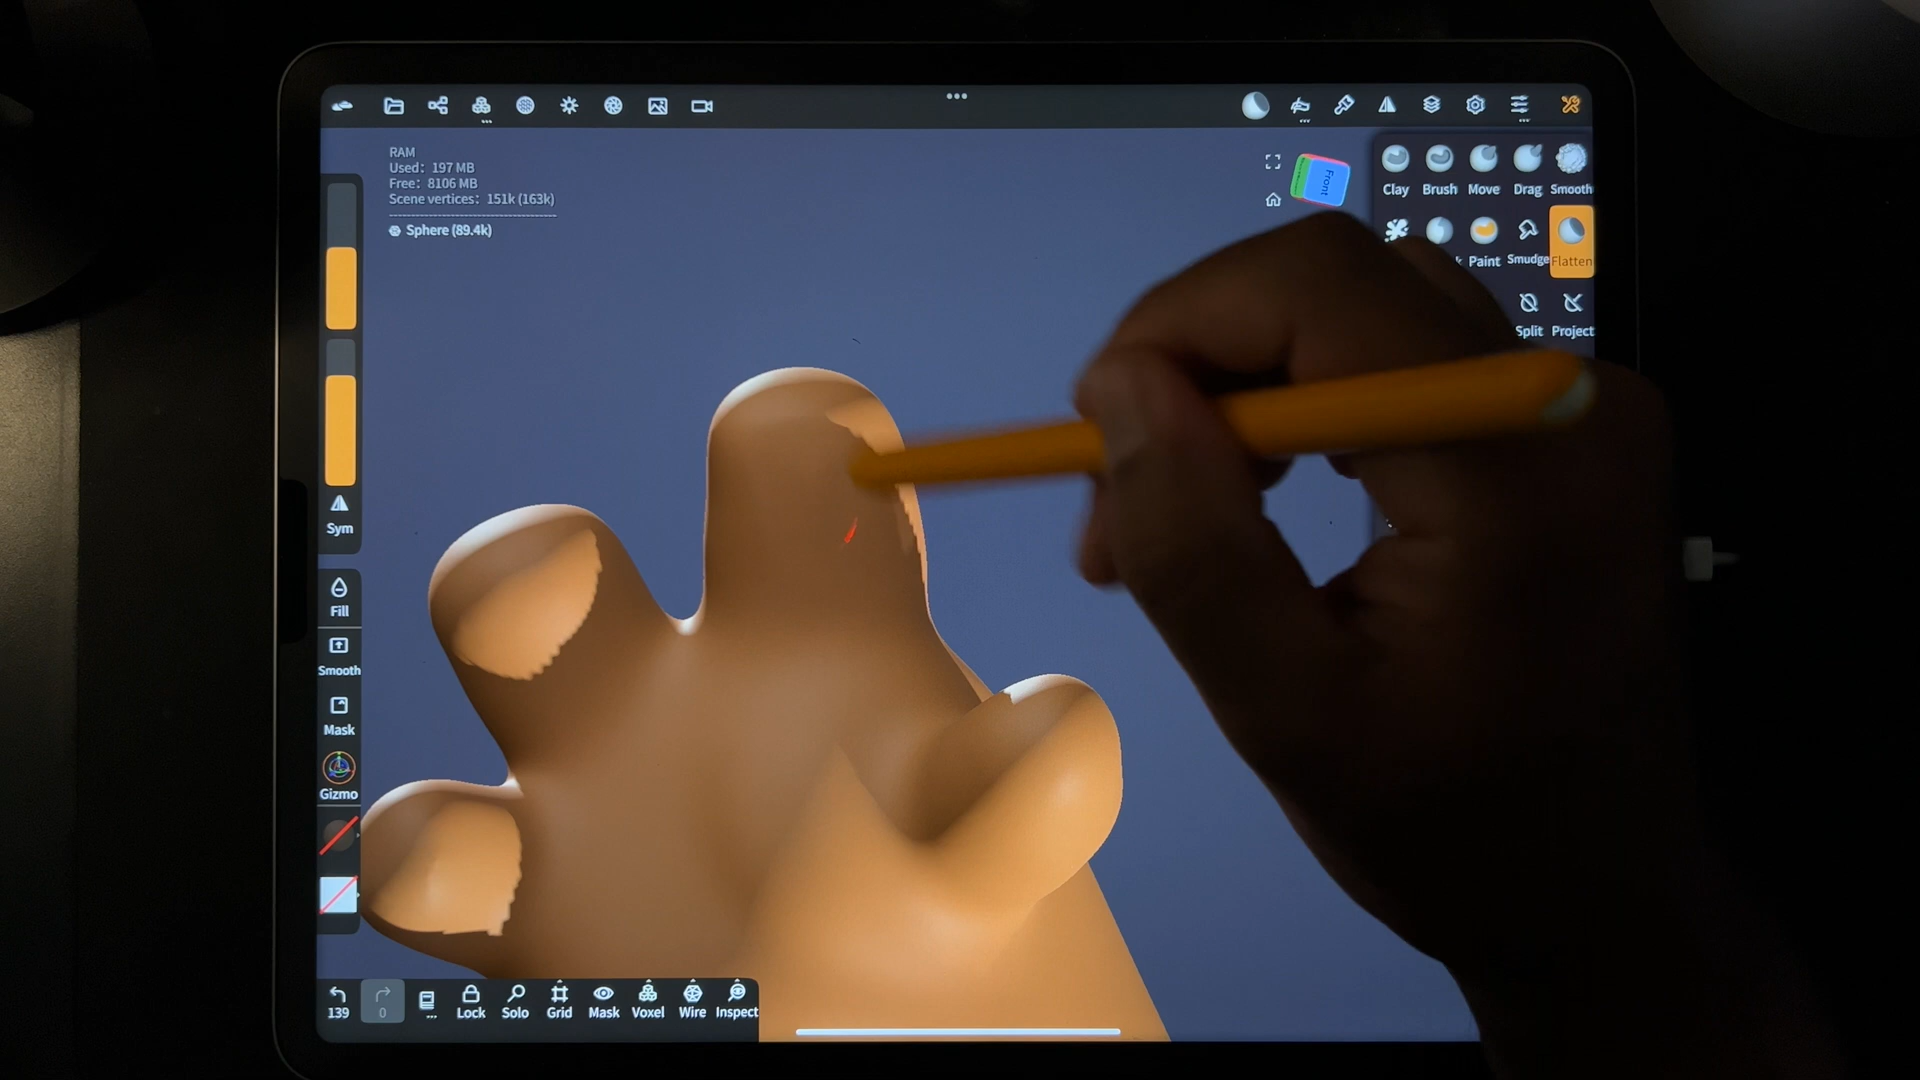 RAM
Used: 197 MB
Free: 8106 MB
Scene vertices: 151k (163k)
Sphere (89.4k)
Front
Clay Brush Move Drag Smooth
Paint Smudge Flatten
Split Project
Sym
Fill
Smooth
Mask
Gizmo
139 0 Lock Solo Grid Mask Voxel Wire Inspect